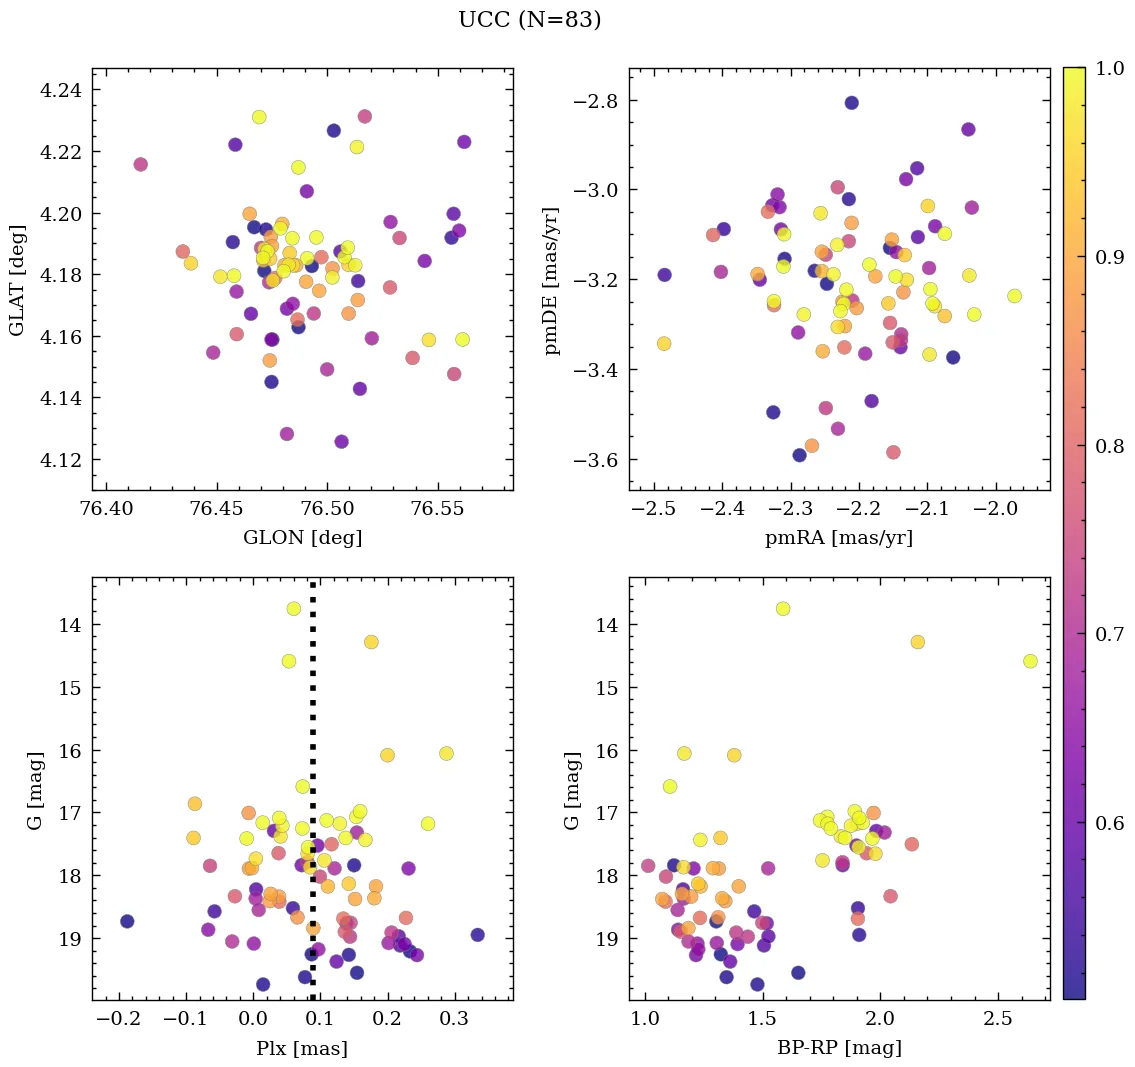 UCC (N=83)
4.24
4.22
4.20
4.18
4.16
4.14
4.12
GLAT [deg]
76.40 76.45 76.50 76.55
GLON [deg]
−2.8
−3.0
−3.2
−3.4
−3.6
pmDE [mas/yr]
−2.5 −2.4 −2.3 −2.2 −2.1 −2.0
pmRA [mas/yr]
1.0
0.9
0.8
0.7
0.6
14
15
16
17
18
19
G [mag]
−0.2 −0.1 0.0 0.1 0.2 0.3
Plx [mas]
14
15
16
17
18
19
G [mag]
1.0 1.5 2.0 2.5
BP-RP [mag]